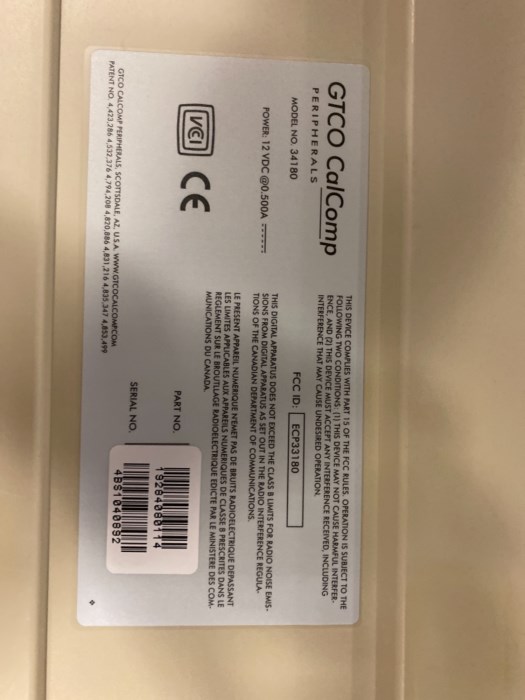 GTCO CalComp
PERIPHERALS
MODEL NO. 34180
POWER: 12 VDC @0.500A
VCI
CE
THIS DEVICE COMPLIES WITH PART 15 OF THE FCC RULES. OPERATION IS SUBJECT TO THE
FOLLOWING TWO CONDITIONS: (1) THIS DEVICE MAY NOT CAUSE HARMFUL INTERFER-
ENCE, AND (2) THIS DEVICE MUST ACCEPT ANY INTERFERENCE RECEIVED, INCLUDING
INTERFERENCE THAT MAY CAUSE UNDESIRED OPERATION.
FCC ID: ECP33180
THIS DIGITAL APPARATUS DOES NOT EXCEED THE CLASS B LIMITS FOR RADIO NOISE EMIS-
SIONS FROM DIGITAL APPARATUS AS SET OUT IN THE RADIO INTERFERENCE REGULA-
TIONS OF THE CANADIAN DEPARTMENT OF COMMUNICATIONS.
LE PRESENT APPAREIL NUMERIQUE N'EMET PAS DE BRUITS RADIOELECTRIQUE DEPASSANT
LES LIMITES APPLICABLES AUX APPAREILS NUMERIQUES DE CLASSE B PRESCRITES DANS LE
REGLEMENT SUR LE BROUILLAGE RADIOELECTRIQUE EDICTE PAR LE MINISTERE DES COM-
MUNICATIONS DU CANADA.
PART NO. 19284080114
SERIAL NO. 4BS1040892
GTCO CALCOMP PERIPHERALS, SCOTTSDALE, AZ, U.S.A. WWW.GTCOCALCOMP.COM
PATENT NO. 4,423,286 4,532,376 4,794,208 4,820,886 4,831,216 4,835,347 4,853,499